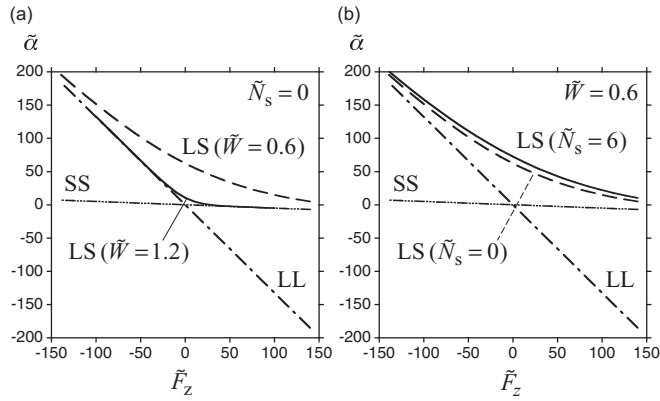 (a)
α̃
200
150
100
50
0
-50
-100
-150
-200
-150 -100 -50 0 50 100 150
F̃z
Ñs = 0
LS (W̃ = 0.6)
SS
LS (W̃ = 1.2)
LL
(b)
α̃
200
150
100
50
0
-50
-100
-150
-200
-150 -100 -50 0 50 100 150
F̃z
W̃ = 0.6
LS (Ñs = 6)
SS
LS (Ñs = 0)
LL